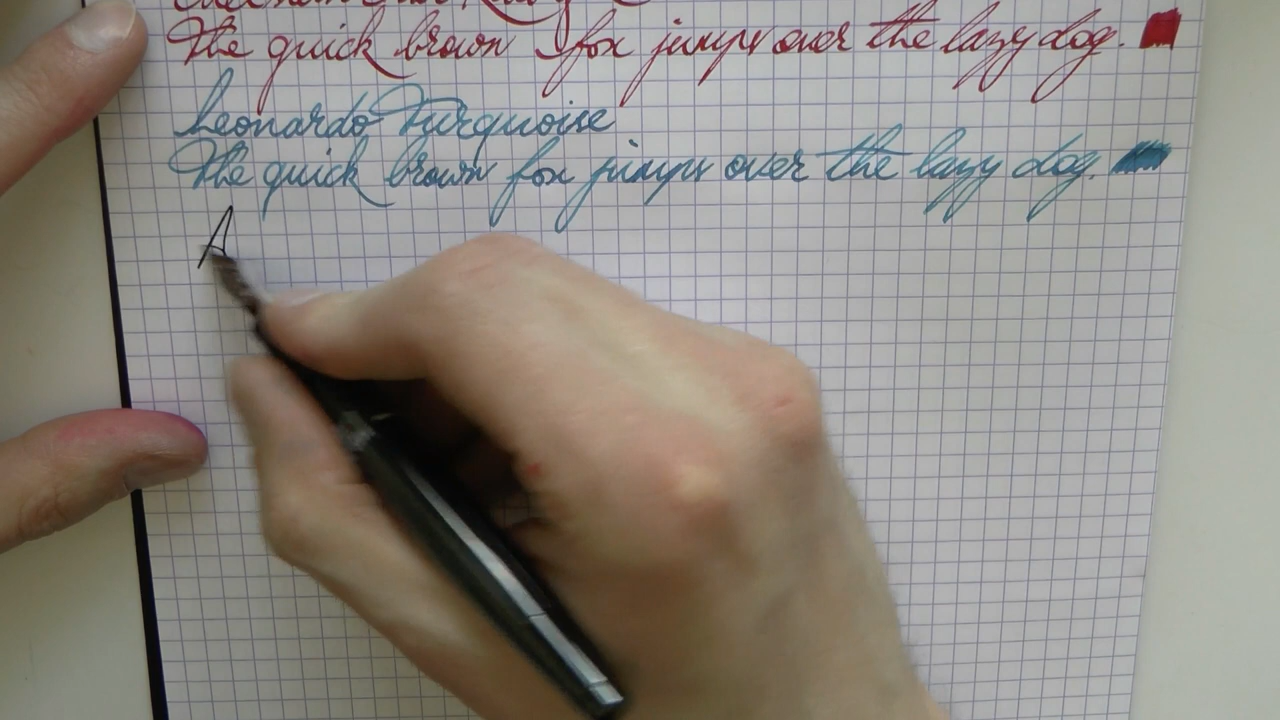 The quick brown fox jumps over the lazy dog.
Leonardo Turquoise
The quick brown fox jumps over the lazy dog.
A